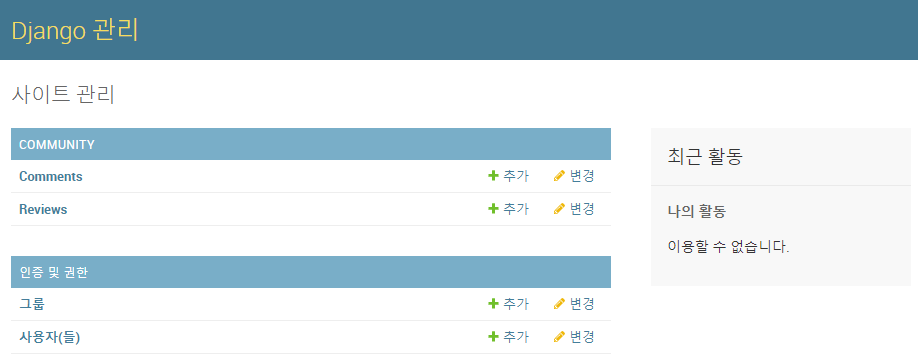 Django 관리
사이트 관리
COMMUNITY
Comments 추가 변경
Reviews 추가 변경
인증 및 권한
그룹 추가 변경
사용자(들) 추가 변경
최근 활동
나의 활동
이용할 수 없습니다.